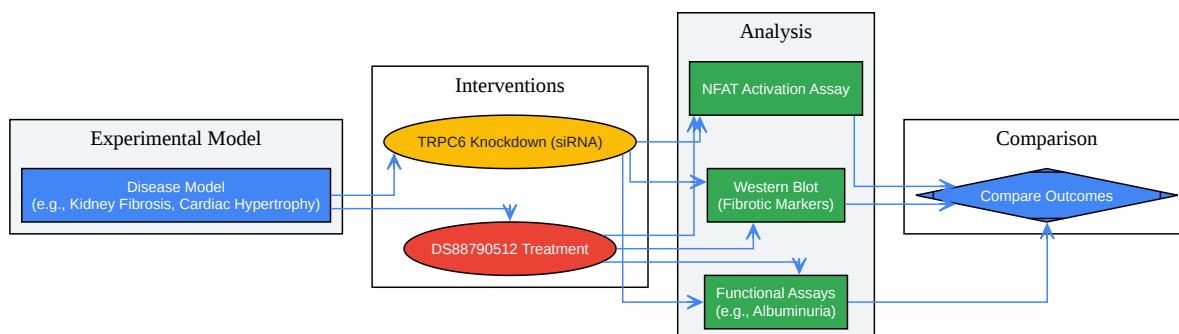 Experimental Model
Disease Model
(e.g., Kidney Fibrosis, Cardiac Hypertrophy)
Interventions
TRPC6 Knockdown (siRNA)
DS88790512 Treatment
Analysis
NFAT Activation Assay
Western Blot
(Fibrotic Markers)
Functional Assays
(e.g., Albuminuria)
Comparison
Compare Outcomes